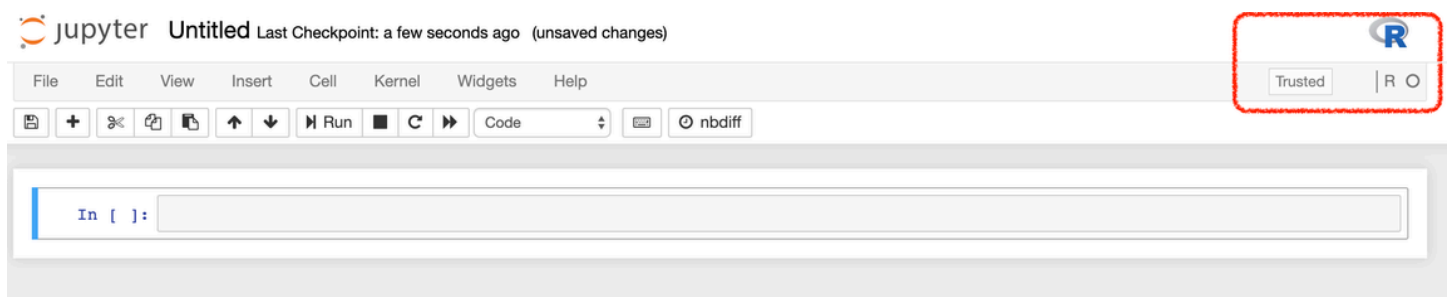 jupyter Untitled Last Checkpoint: a few seconds ago (unsaved changes) R
File Edit View Insert Cell Kernel Widgets Help Trusted R
Run Code nbdiff
In [ ]: